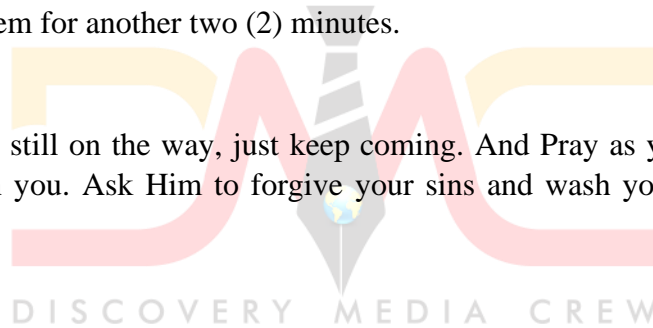 em for another two (2) minutes.
still on the way, just keep coming. And Pray as y
you. Ask Him to forgive your sins and wash yo
DMC
DISCOVERY MEDIA CREW